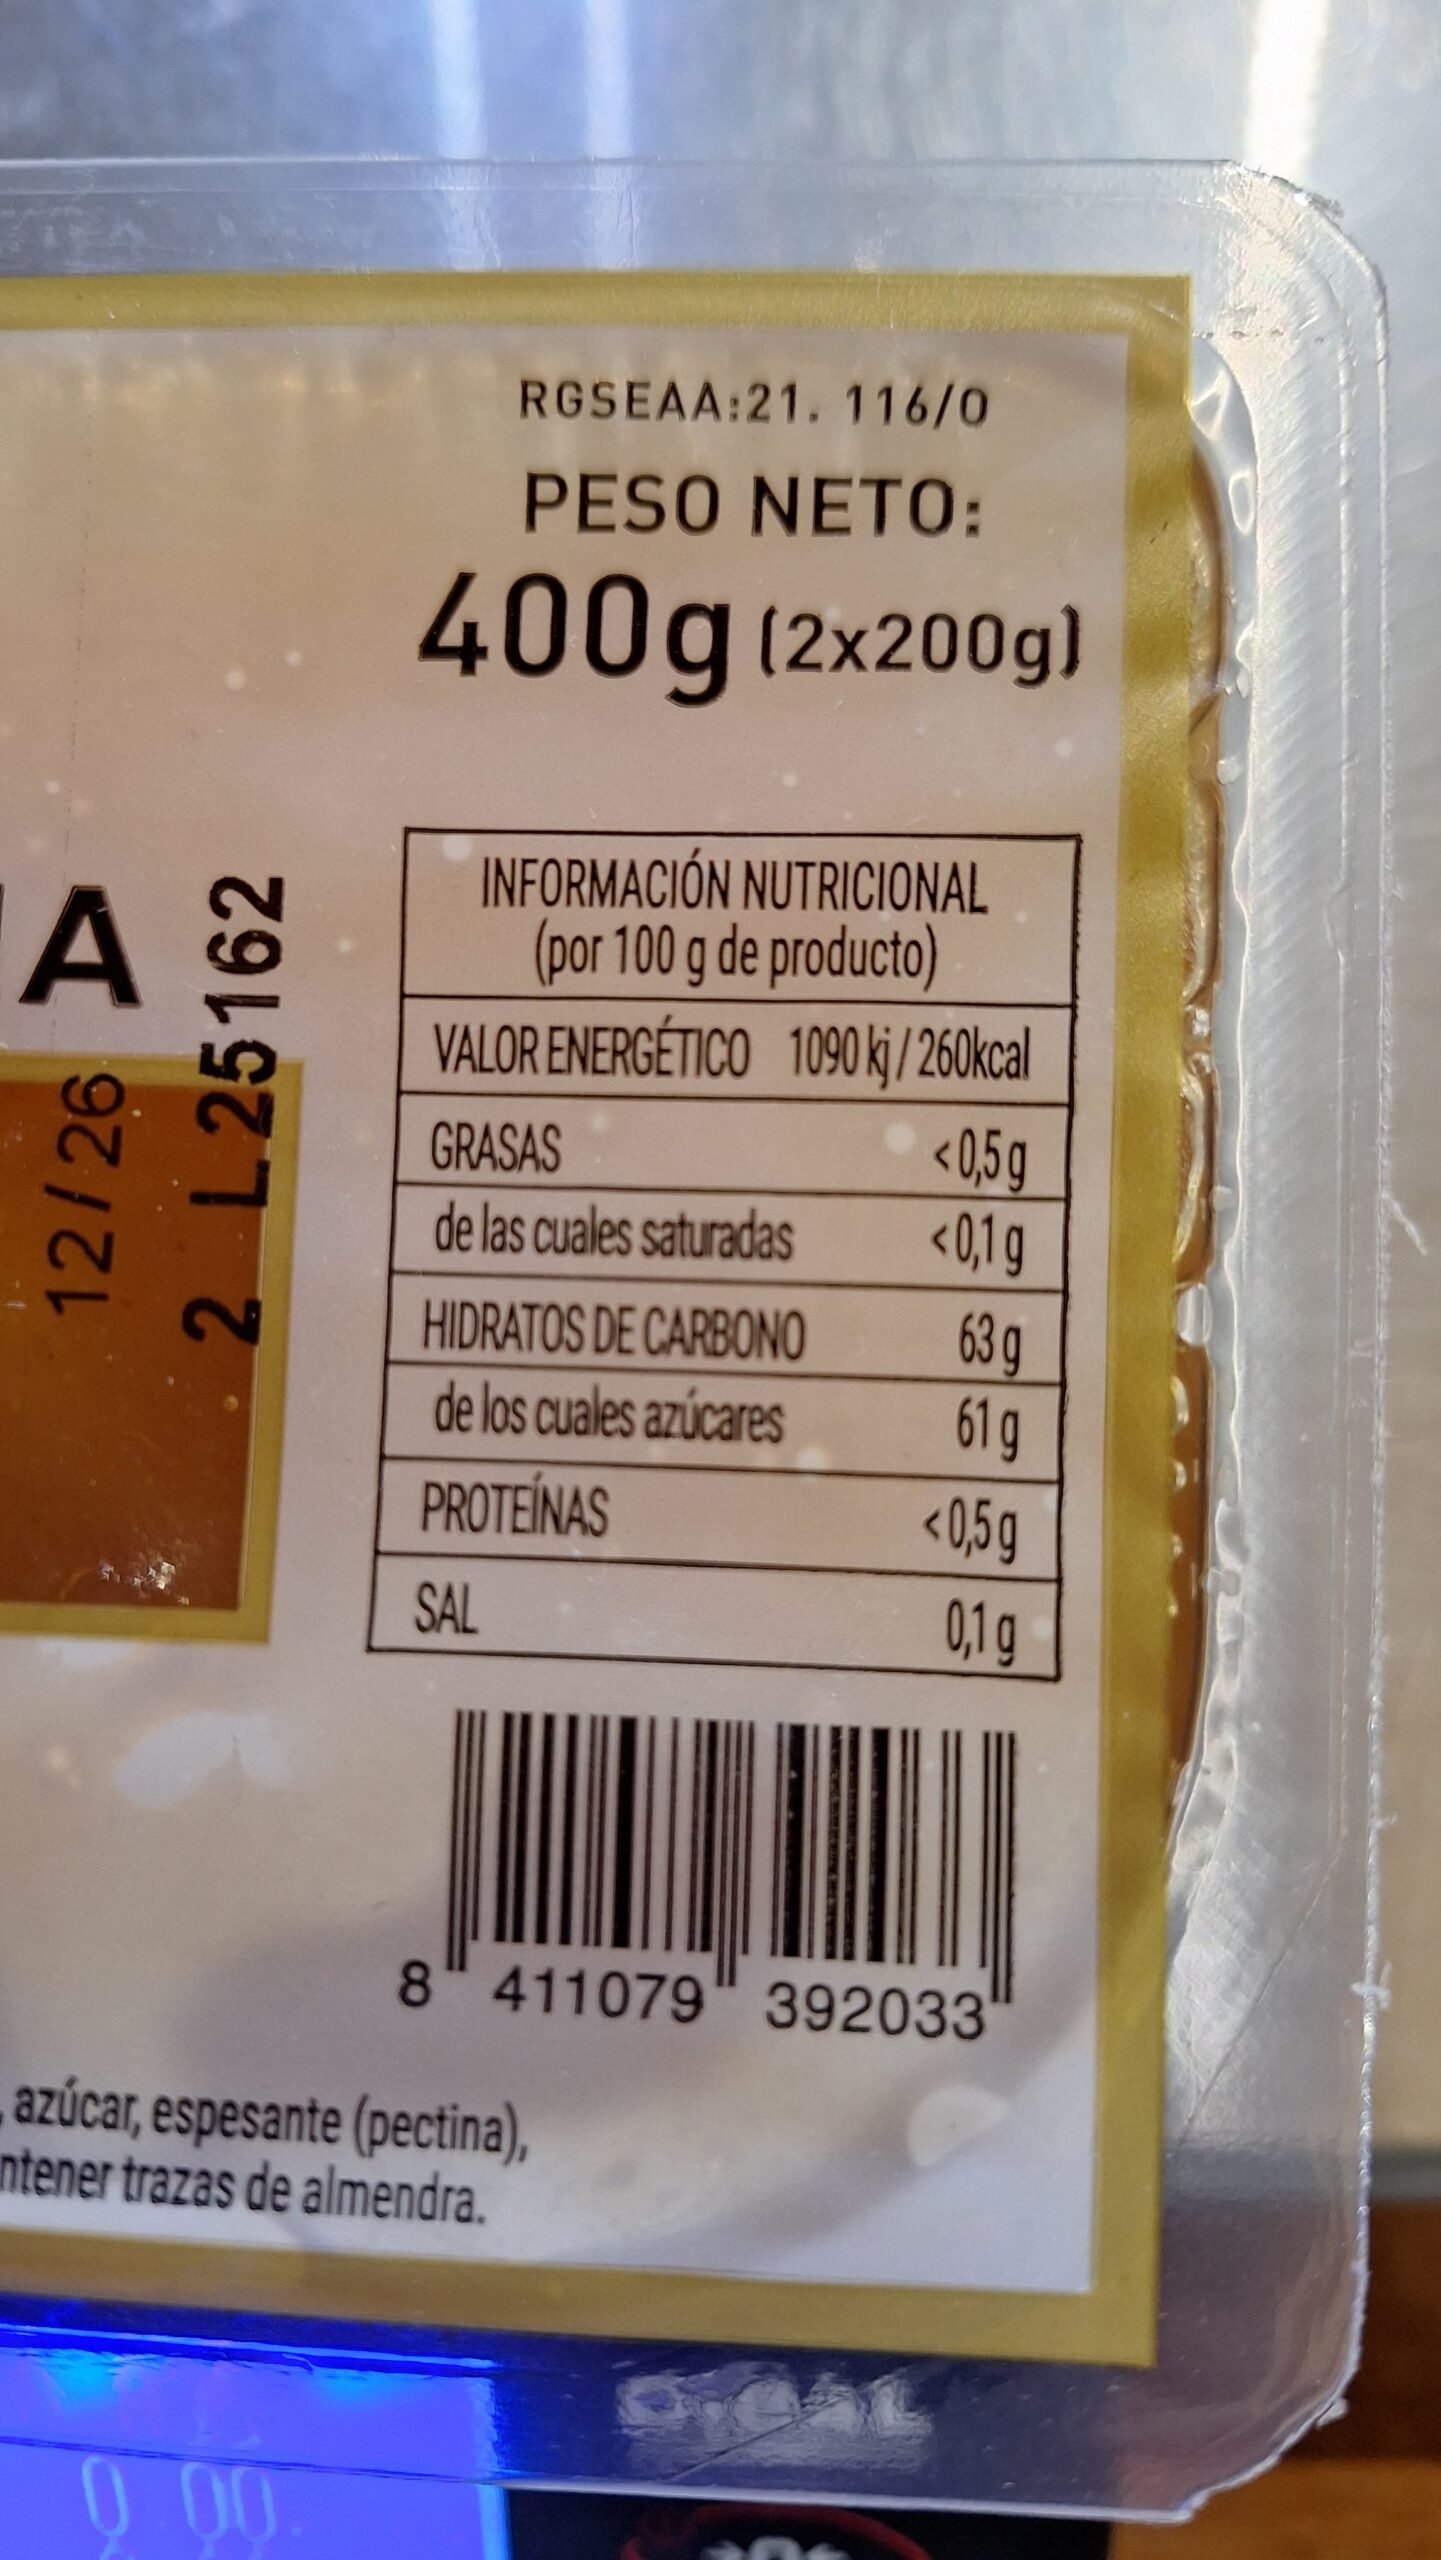 RGSEAA:21. 116/0
PESO NETO:
400g (2x200g)
INFORMACIÓN NUTRICIONAL
(por 100 g de producto)
VALOR ENERGÉTICO 1090 kj / 260kcal
GRASAS <0,5 g
de las cuales saturadas <0,1 g
HIDRATOS DE CARBONO 63 g
de los cuales azúcares 61 g
PROTEÍNAS <0,5 g
SAL 0,1 g
12/26
2 L 25162
8 411079 392033
, azúcar, espesante (pectina),
trazas de almendra.
0.00